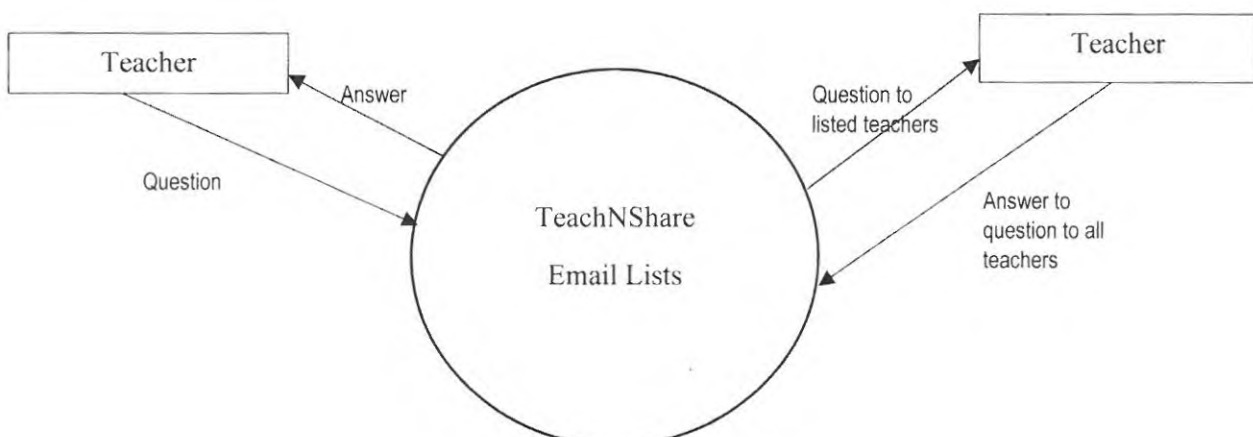 Teacher
Teacher
Answer
Question to
listed teachers
Question
TeachNShare
Email Lists
Answer to
question to all
teachers